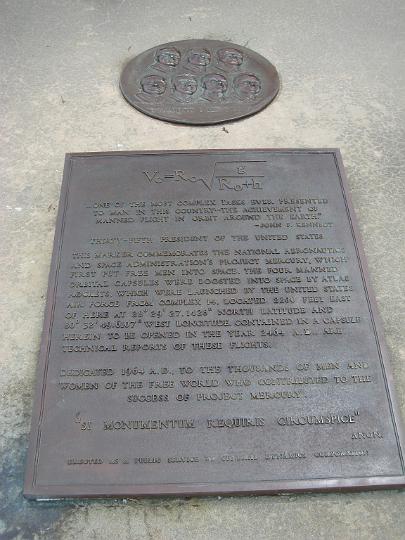 Vc=Ro√g/Ro+h
"ONE OF THE MOST COMPLEX TASKS EVER PRESENTED
TO MAN IN THIS COUNTRY–THE ACHIEVEMENT OF
MANNED FLIGHT IN ORBIT AROUND THE EARTH."
–JOHN F. KENNEDY
THIRTY-FIFTH PRESIDENT OF THE UNITED STATES
THIS MARKER COMMEMORATES THE NATIONAL AERONAUTICS
AND SPACE ADMINISTRATION'S PROJECT MERCURY, WHICH
FIRST PUT FREE MEN INTO SPACE. THE FOUR MANNED
ORBITAL CAPSULES WERE BOOSTED INTO SPACE BY ATLAS
ROCKETS, WHICH WERE LAUNCHED BY THE UNITED STATES
AIR FORCE FROM COMPLEX 14, LOCATED FEET EAST
OF HERE AT 28° 29' NORTH LATITUDE AND
80° 32' WEST LONGITUDE. CONTAINED IN A CAPSULE
HEREIN TO BE OPENED IN THE YEAR 2464 A.D. ARE
TECHNICAL REPORTS OF THESE FLIGHTS.
DEDICATED 1964 A.D. TO THE THOUSANDS OF MEN AND
WOMEN OF THE FREE WORLD WHO CONTRIBUTED TO THE
SUCCESS OF PROJECT MERCURY.
"SI MONUMENTUM REQUIRIS CIRCUMSPICE"
ANON.
ERECTED AS A PUBLIC SERVICE BY GENERAL DYNAMICS CORPORATION